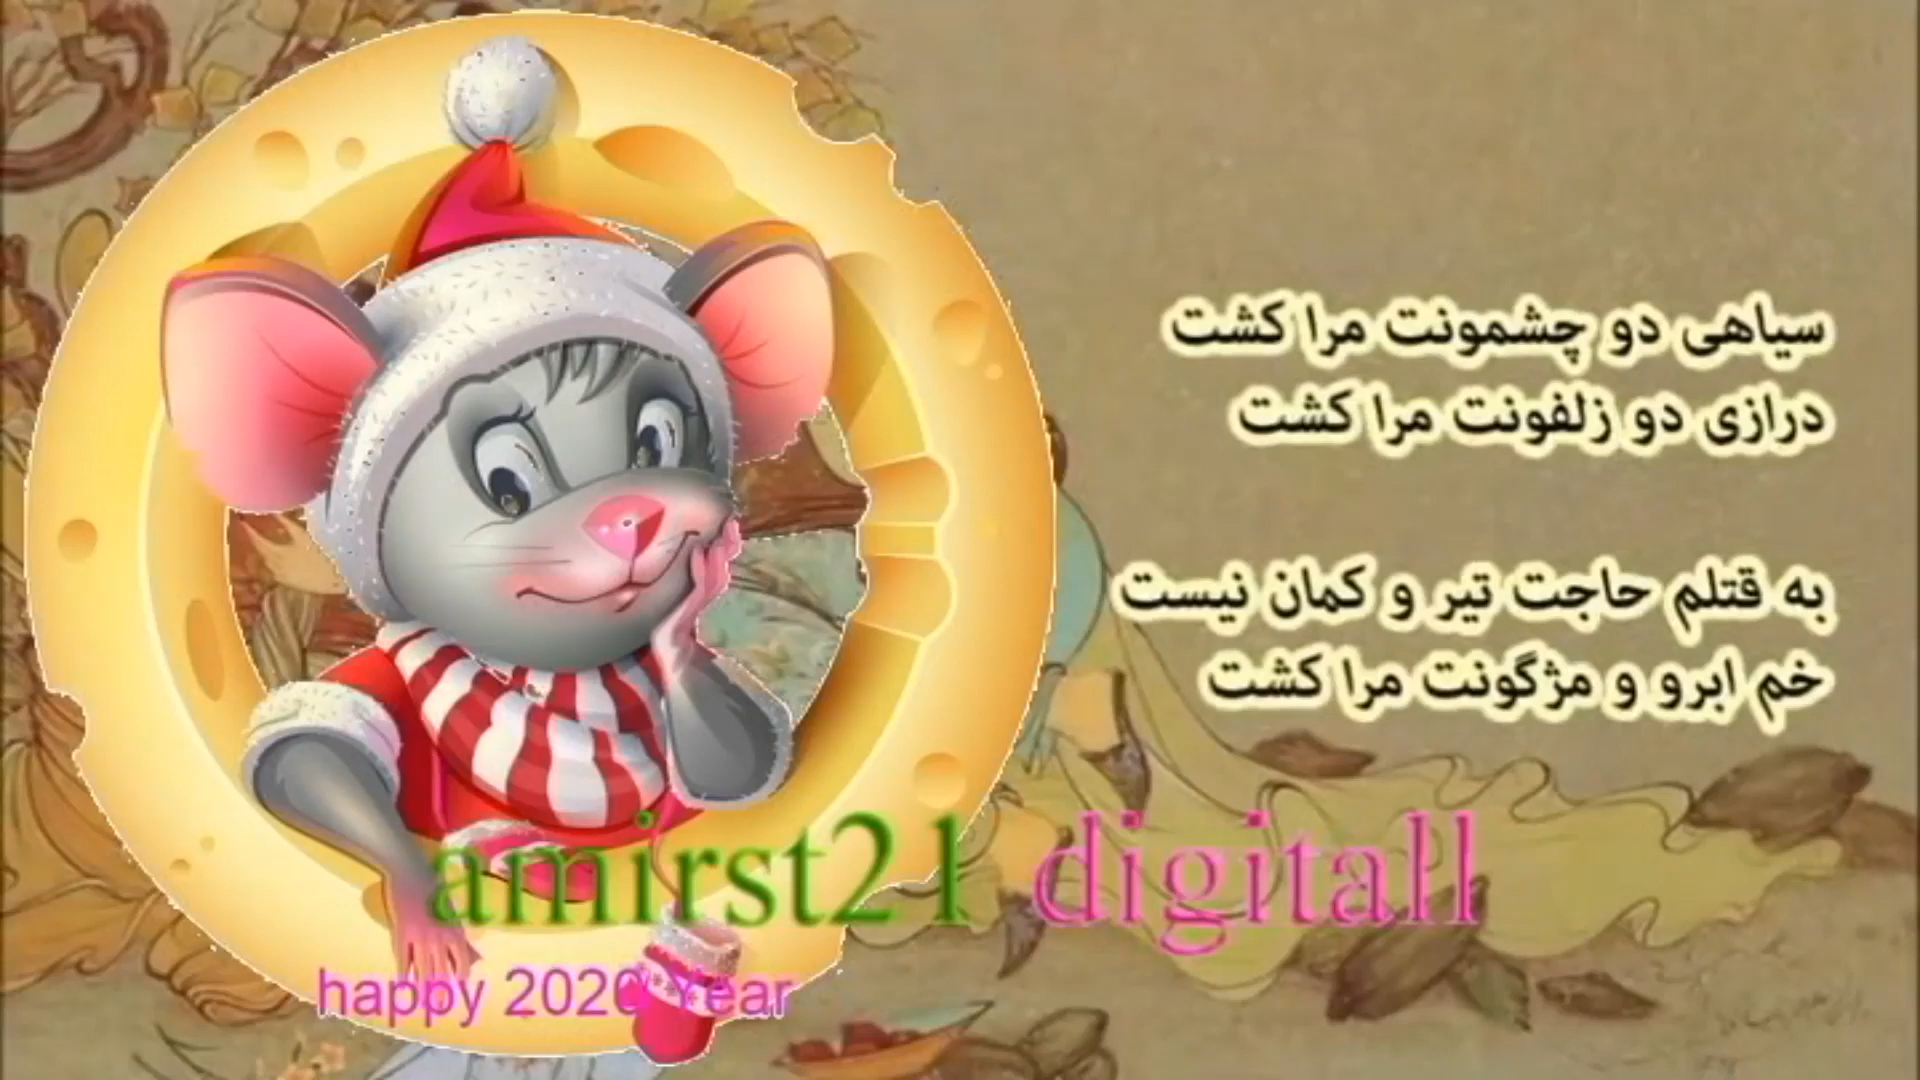 سیاهی دو چشمونت مرا کشت
درازی دو زلفونت مرا کشت
به قتلم حاجت تیر و کمان نیست
خم ابرو و مژگونت مرا کشت
amirst21 digitall
happy 2020 Year